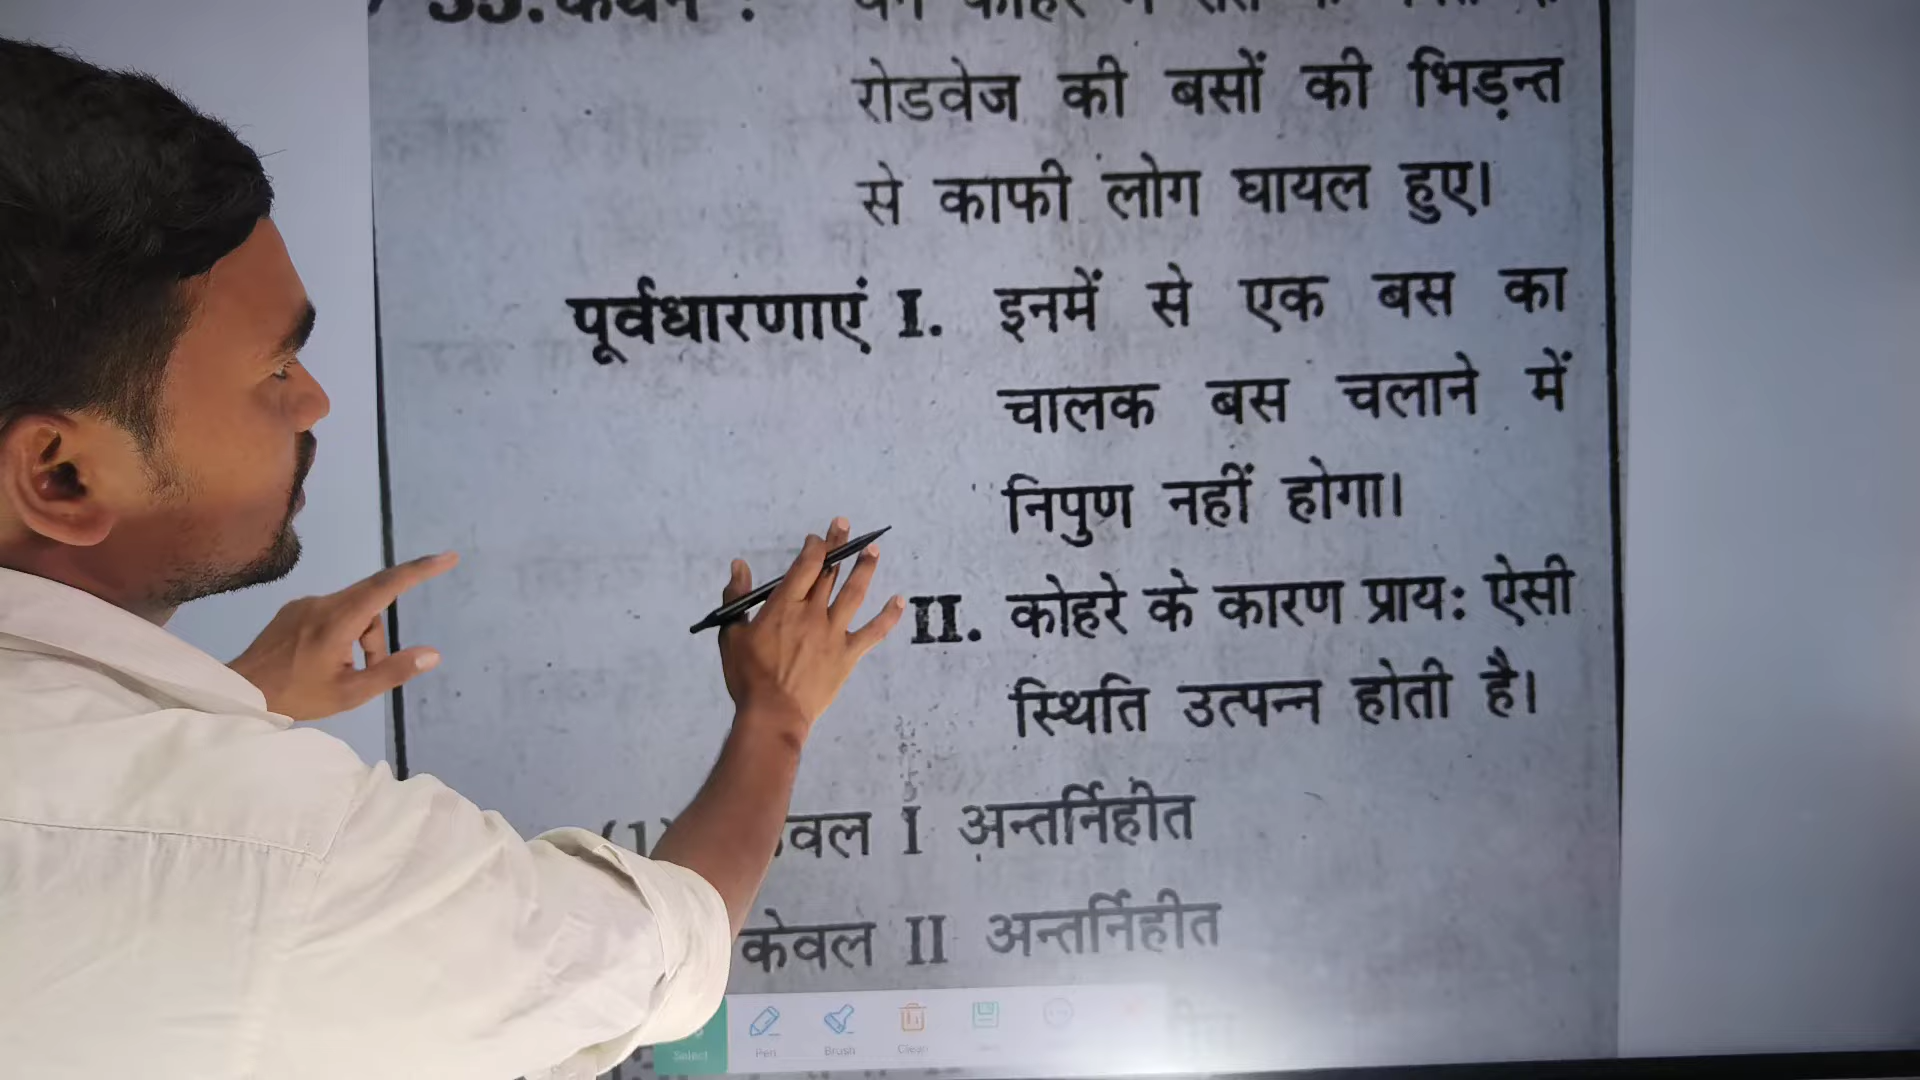 रोडवेज की बसों की भिड़न्त
से काफी लोग घायल हुए।
पूर्वधारणाएं I. इनमें से एक बस का
चालक बस चलाने में
निपुण नहीं होगा।
II. कोहरे के कारण प्रायः ऐसी
स्थिति उत्पन्न होती है।
I अन्तर्निहीत
केवल II अन्तर्निहीत
Select Pen Brush Clean